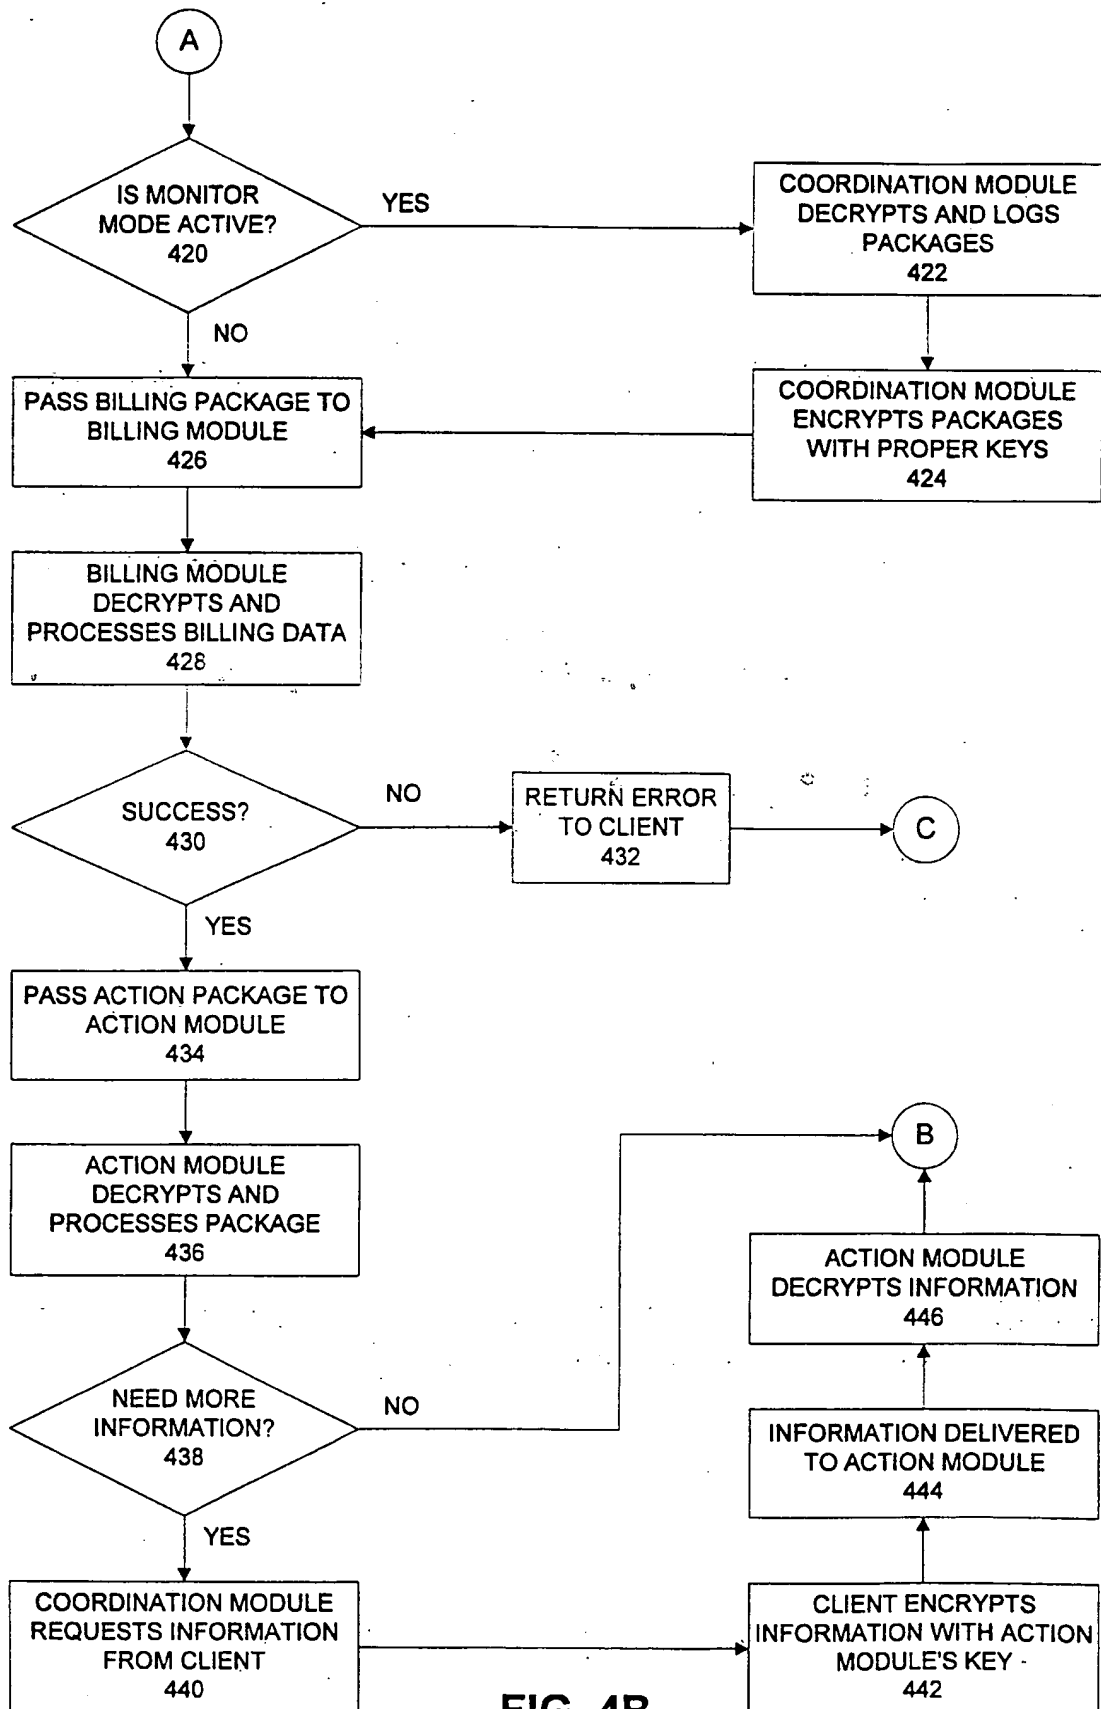 A
IS MONITOR
MODE ACTIVE?
420
YES
NO
COORDINATION MODULE
DECRYPTS AND LOGS
PACKAGES
422
COORDINATION MODULE
ENCRYPTS PACKAGES
WITH PROPER KEYS
424
PASS BILLING PACKAGE TO
BILLING MODULE
426
BILLING MODULE
DECRYPTS AND
PROCESSES BILLING DATA
428
SUCCESS?
430
NO
RETURN ERROR
TO CLIENT
432
C
YES
PASS ACTION PACKAGE TO
ACTION MODULE
434
ACTION MODULE
DECRYPTS AND
PROCESSES PACKAGE
436
NEED MORE
INFORMATION?
438
NO
B
YES
COORDINATION MODULE
REQUESTS INFORMATION
FROM CLIENT
440
CLIENT ENCRYPTS
INFORMATION WITH ACTION
MODULE'S KEY
442
INFORMATION DELIVERED
TO ACTION MODULE
444
ACTION MODULE
DECRYPTS INFORMATION
446
FIG. 4B